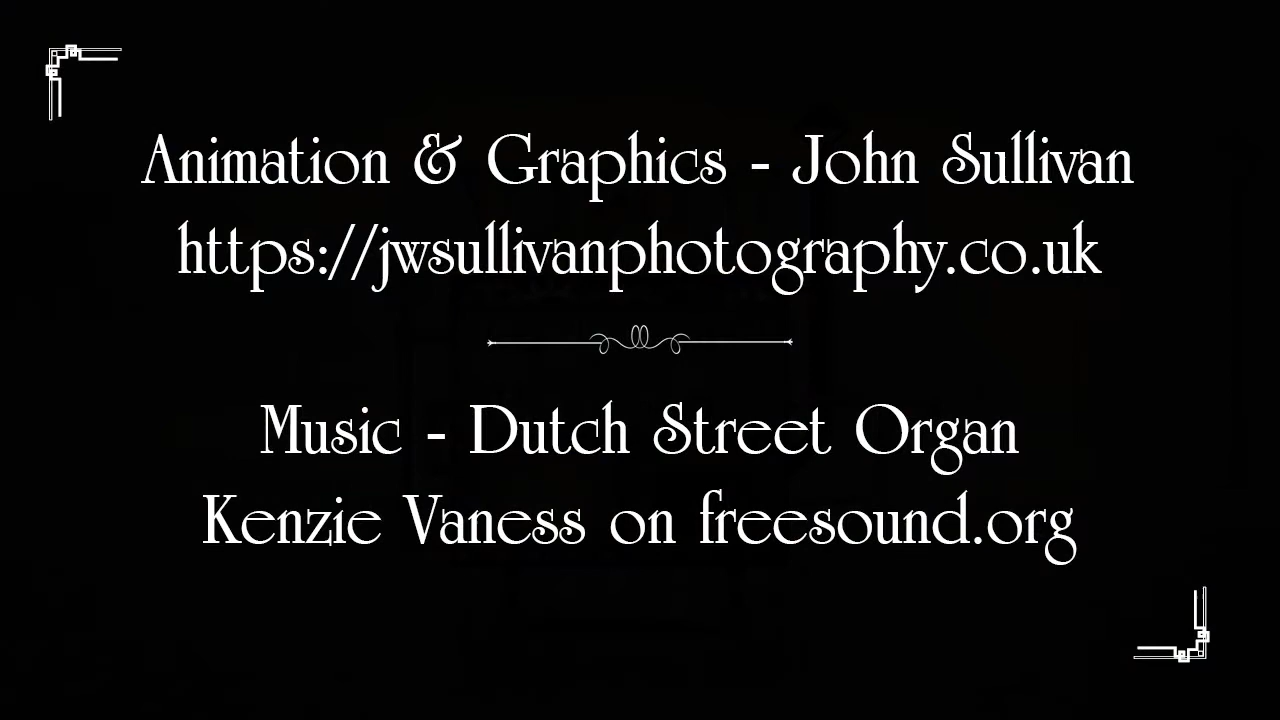 Animation & Graphics - John Sullivan
https://jwsullivanphotography.co.uk
Music - Dutch Street Organ
Kenzie Vaness on freesound.org